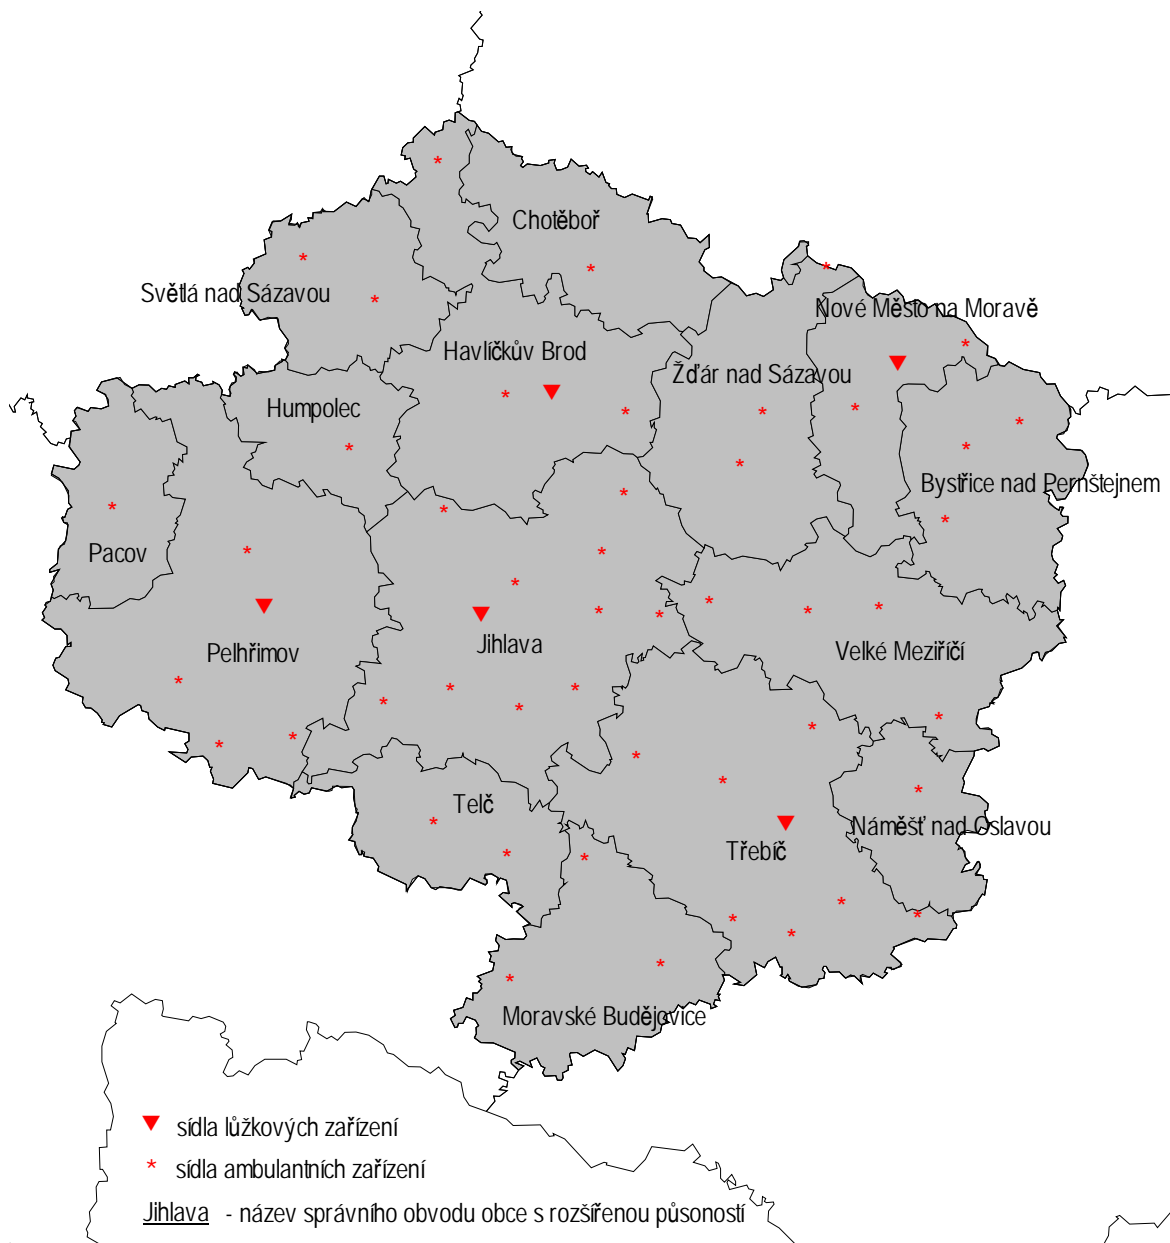 Chotěboř
Světlá nad Sázavou
Nové Město na Moravě
Havlíčkův Brod
Žďár nad Sázavou
Humpolec
Bystřice nad Pernštejnem
Pacov
Pelhřimov
Jihlava
Velké Meziříčí
Telč
Třebíč
Náměšť nad Oslavou
Moravské Budějovice
sídla lůžkových zařízení
* sídla ambulantních zařízení
Jihlava - název správního obvodu obce s rozšířenou půsoností